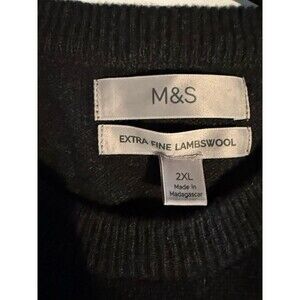 M&S
EXTRA FINE LAMBSWOOL
2XL
Made in
Madagascar